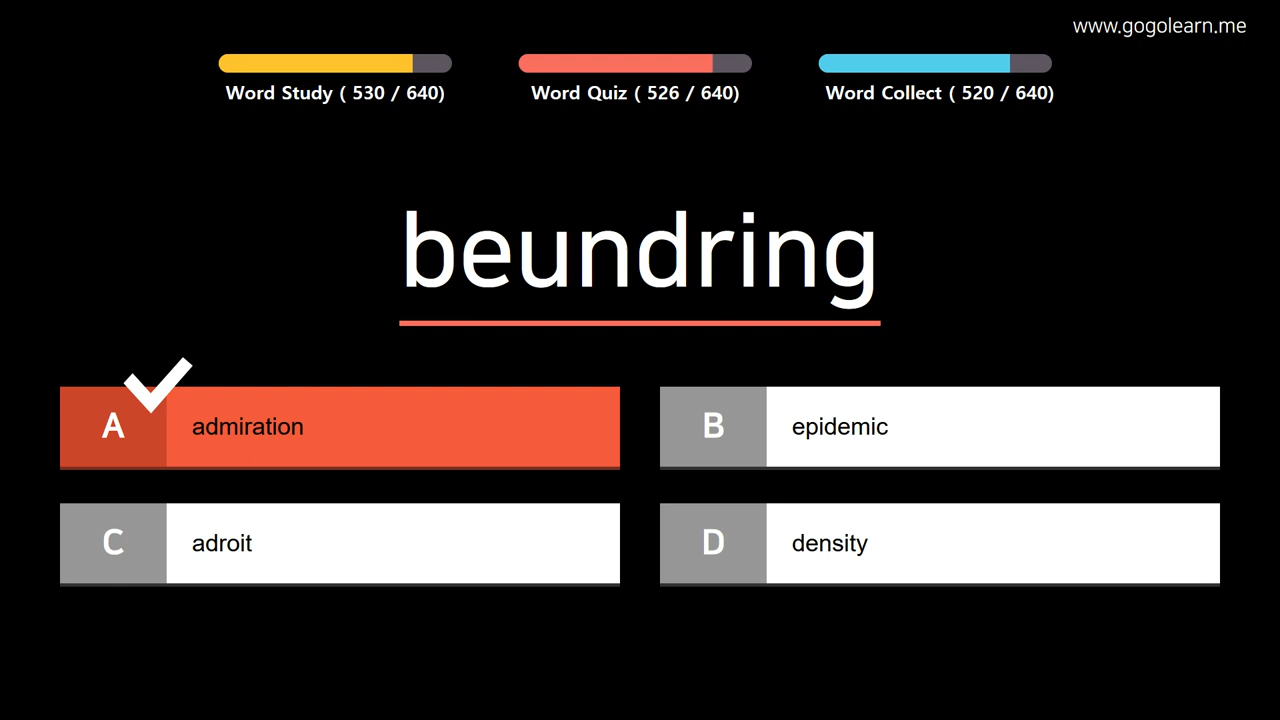 www.gogolearn.me
Word Study ( 530 / 640)
Word Quiz ( 526 / 640)
Word Collect ( 520 / 640)
beundring
A admiration
B epidemic
C adroit
D density